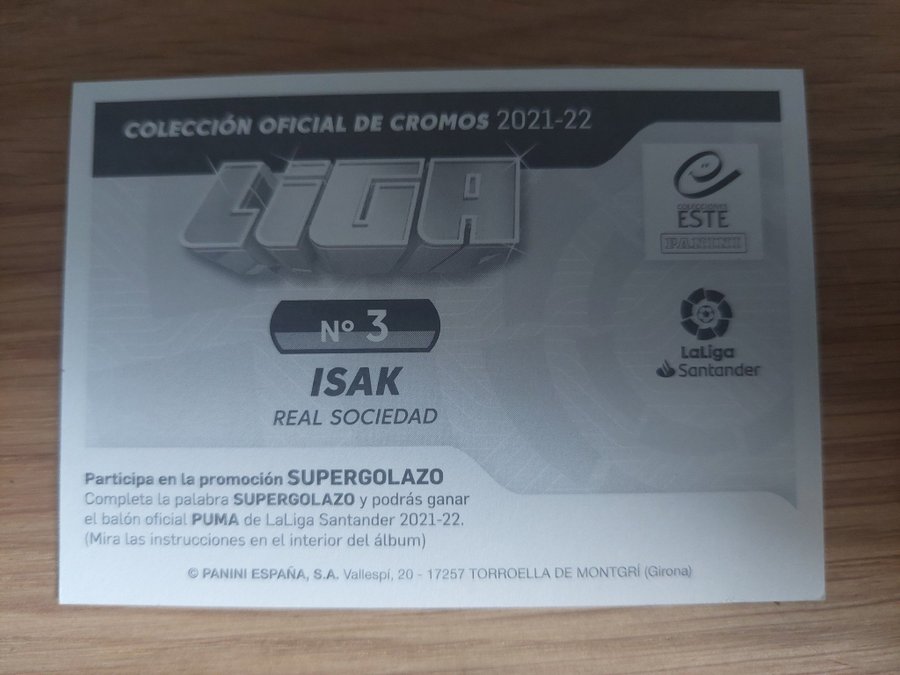 COLECCIÓN OFICIAL DE CROMOS 2021-22
LiGA
COLECCIONES
ESTE
PANINI
Nº 3
LaLiga
Santander
ISAK
REAL SOCIEDAD
Participa en la promoción SUPERGOLAZO
Completa la palabra SUPERGOLAZO y podrás ganar
el balón oficial PUMA de LaLiga Santander 2021-22.
(Mira las instrucciones en el interior del álbum)
© PANINI ESPAÑA, S.A. Vallespí, 20 - 17257 TORROELLA DE MONTGRÍ (Girona)